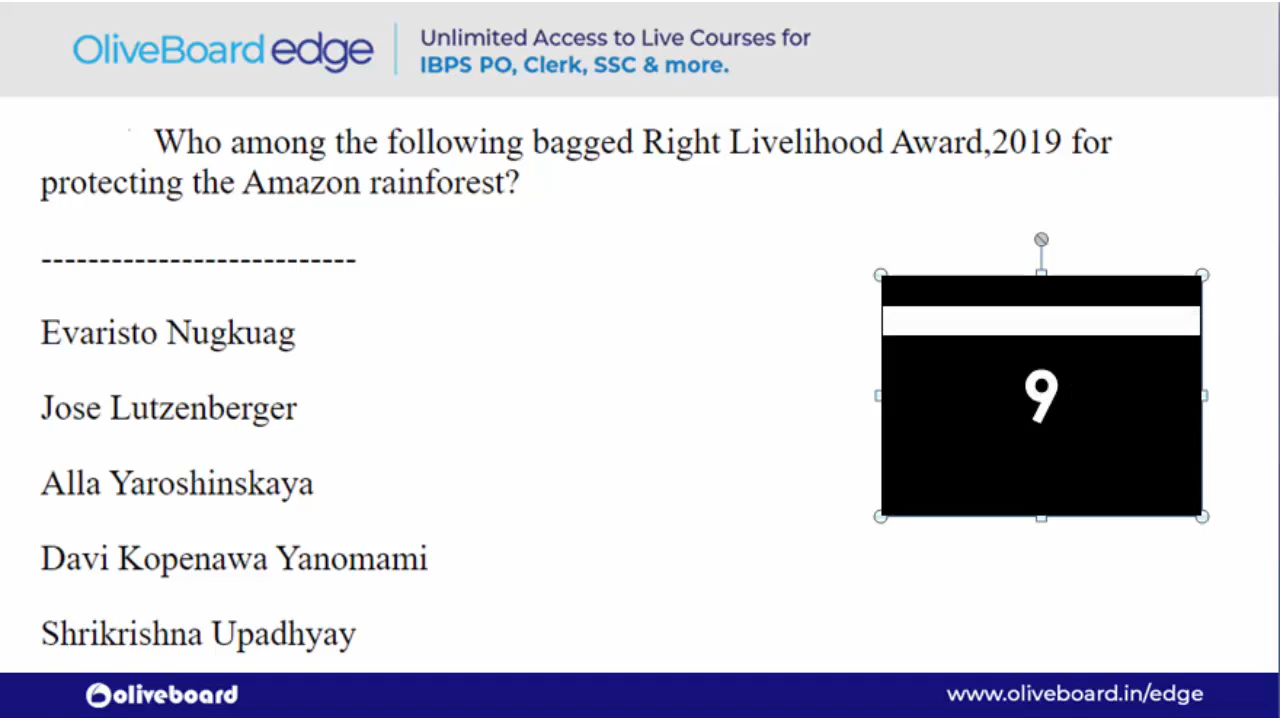 OliveBoard edge
Unlimited Access to Live Courses for
IBPS PO, Clerk, SSC & more.
Who among the following bagged Right Livelihood Award,2019 for
protecting the Amazon rainforest?
---------------------------
Evaristo Nugkuag
Jose Lutzenberger
9
Alla Yaroshinskaya
Davi Kopenawa Yanomami
Shrikrishna Upadhyay
oliveboard
www.oliveboard.in/edge